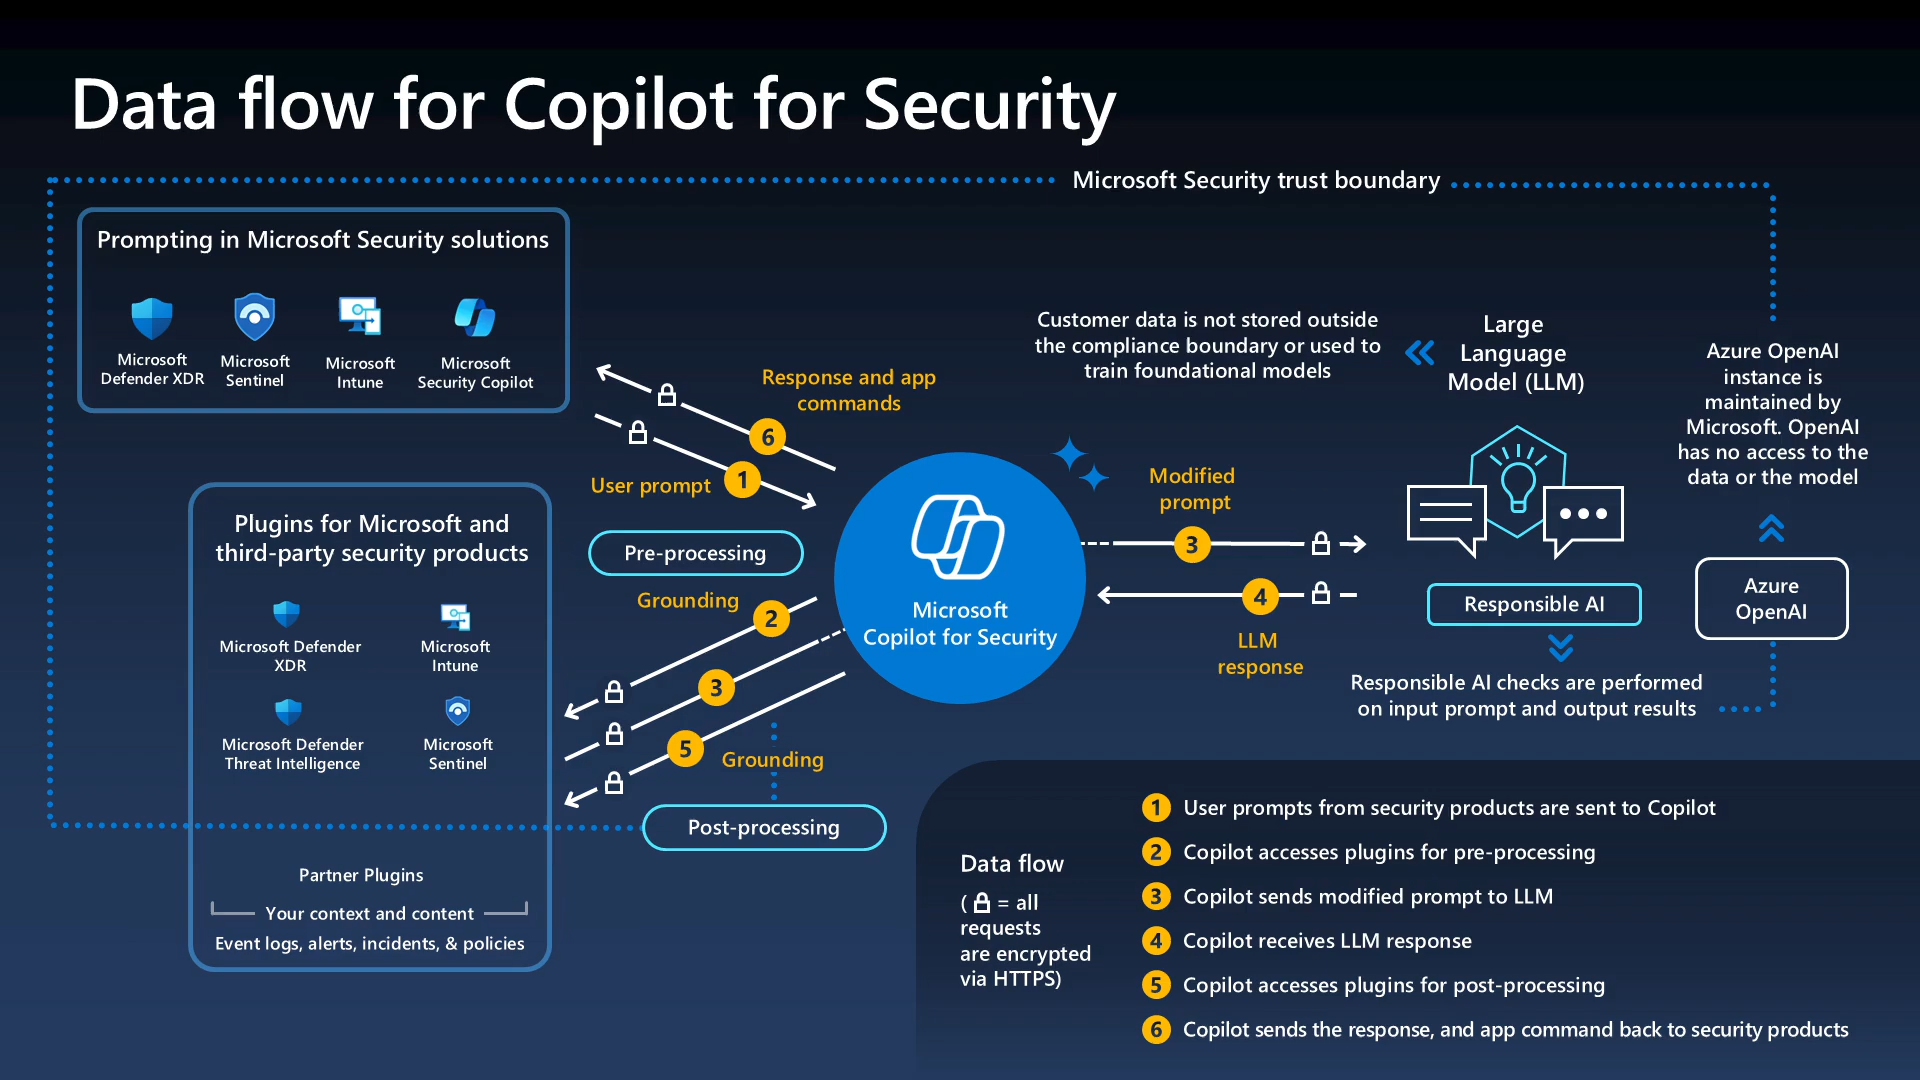 Data flow for Copilot for Security
Microsoft Security trust boundary
Prompting in Microsoft Security solutions
Microsoft
Defender XDR
Microsoft
Sentinel
Microsoft
Intune
Microsoft
Security Copilot
Response and app
commands
6
1
User prompt
Pre-processing
Plugins for Microsoft and
third-party security products
Microsoft Defender
XDR
Microsoft
Intune
Microsoft Defender
Threat Intelligence
Microsoft
Sentinel
Partner Plugins
Your context and content
Event logs, alerts, incidents, & policies
Grounding
2
3
5
Grounding
Post-processing
Microsoft
Copilot for Security
Customer data is not stored outside
the compliance boundary or used to
train foundational models
Large
Language
Model (LLM)
Modified
prompt
3
4
LLM
response
Responsible AI
Responsible AI checks are performed
on input prompt and output results
Azure OpenAI
instance is
maintained by
Microsoft. OpenAI
has no access to the
data or the model
Azure
OpenAI
Data flow
( = all
requests
are encrypted
via HTTPS)
1 User prompts from security products are sent to Copilot
2 Copilot accesses plugins for pre-processing
3 Copilot sends modified prompt to LLM
4 Copilot receives LLM response
5 Copilot accesses plugins for post-processing
6 Copilot sends the response, and app command back to security products